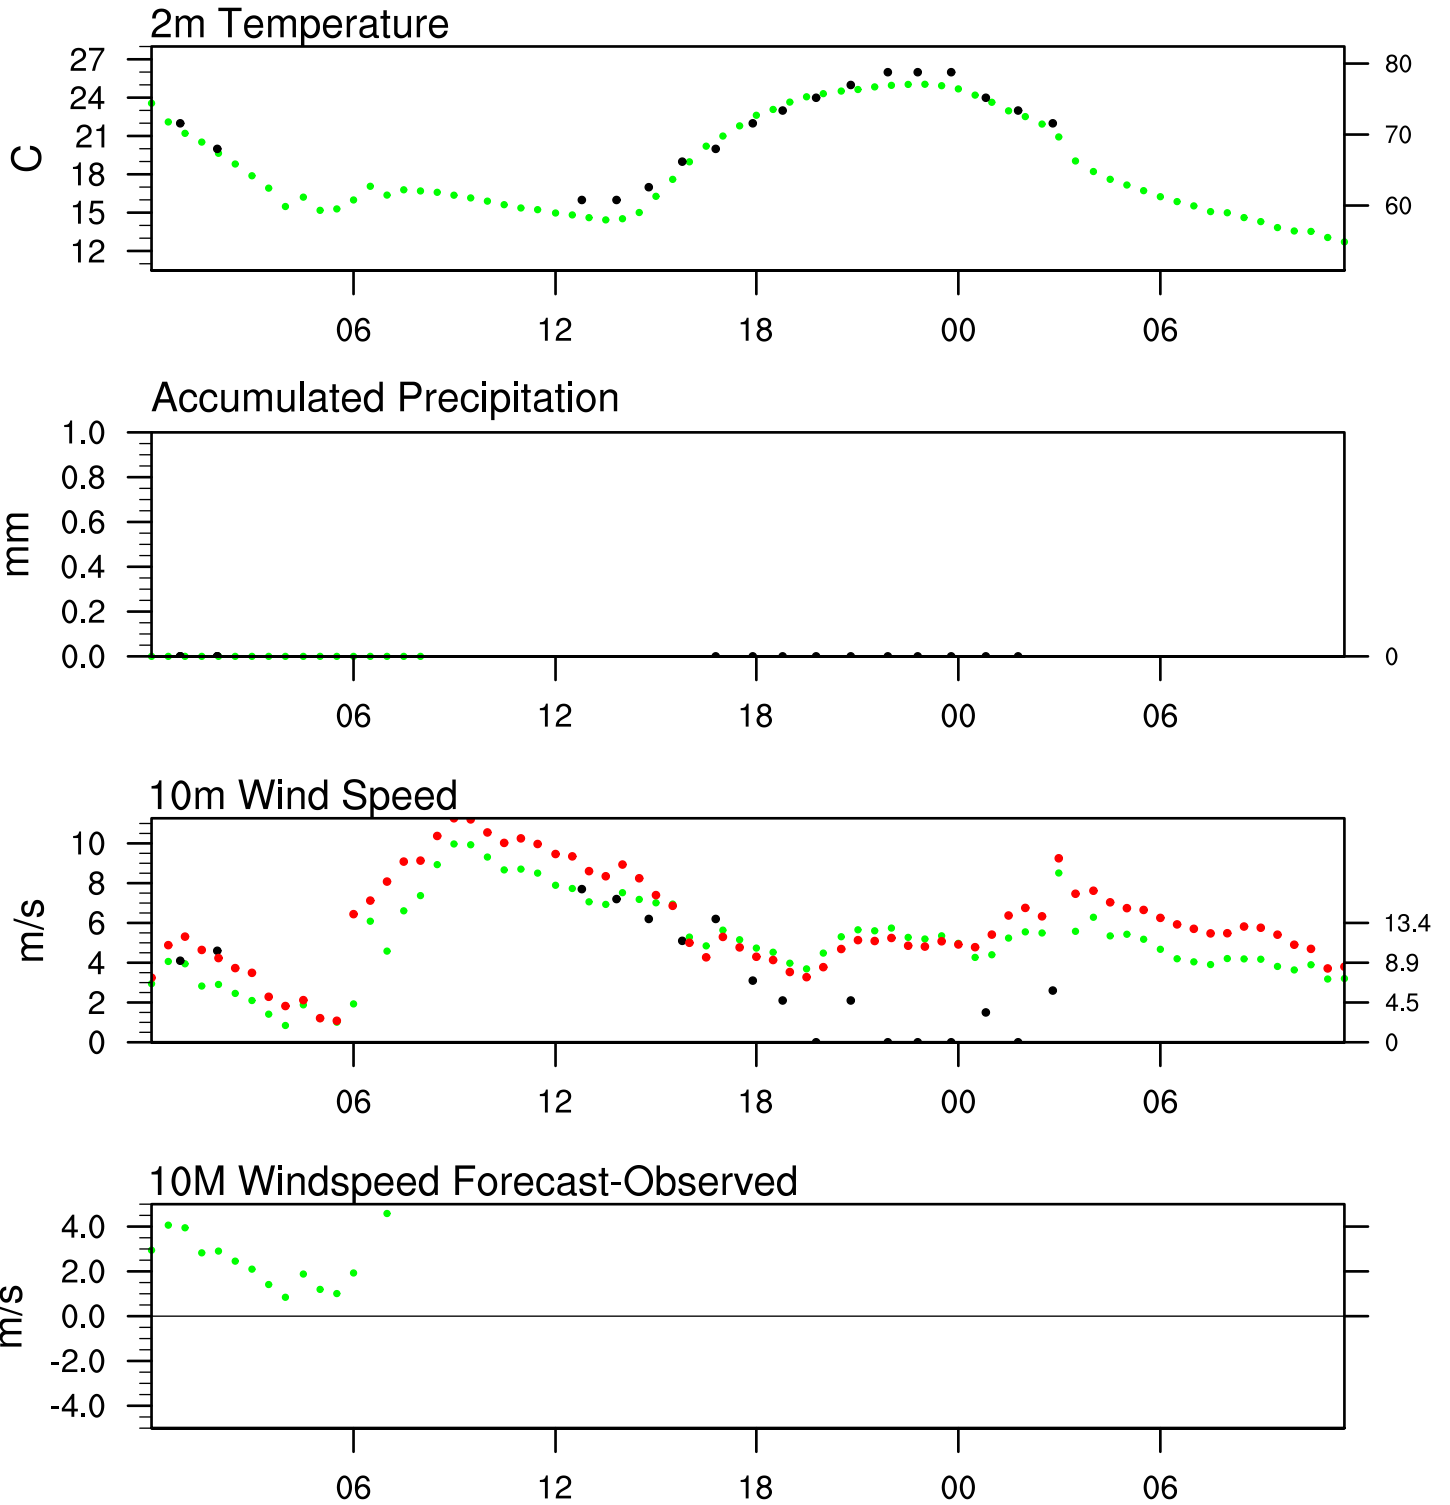 2m Temperature
27
24
21
18
15
12
C
80
70
60
06 12 18 00 06
Accumulated Precipitation
1.0
0.8
0.6
0.4
0.2
0.0
mm
0
06 12 18 00 06
10m Wind Speed
10
8
6
4
2
0
m/s
13.4
8.9
4.5
0
06 12 18 00 06
10M Windspeed Forecast-Observed
4.0
2.0
0.0
-2.0
-4.0
m/s
06 12 18 00 06